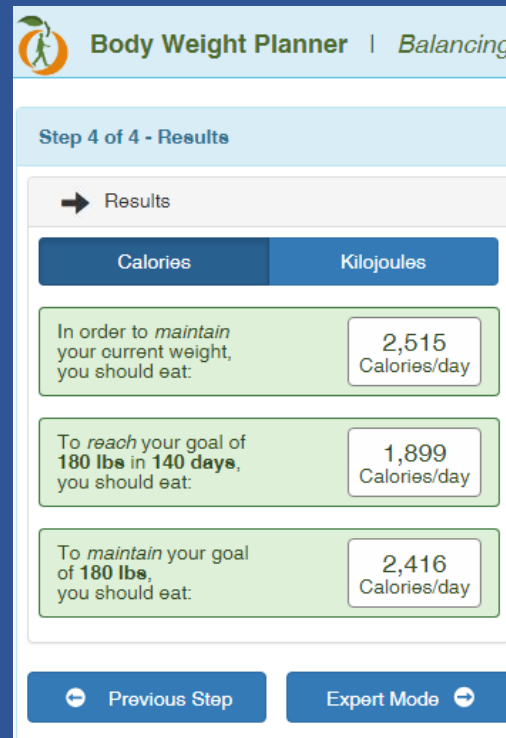 Body Weight Planner | Balancing
Step 4 of 4 - Results
Results
Calories Kilojoules
In order to maintain
your current weight,
you should eat:
2,515
Calories/day
To reach your goal of
180 lbs in 140 days,
you should eat:
1,899
Calories/day
To maintain your goal
of 180 lbs,
you should eat:
2,416
Calories/day
Previous Step Expert Mode